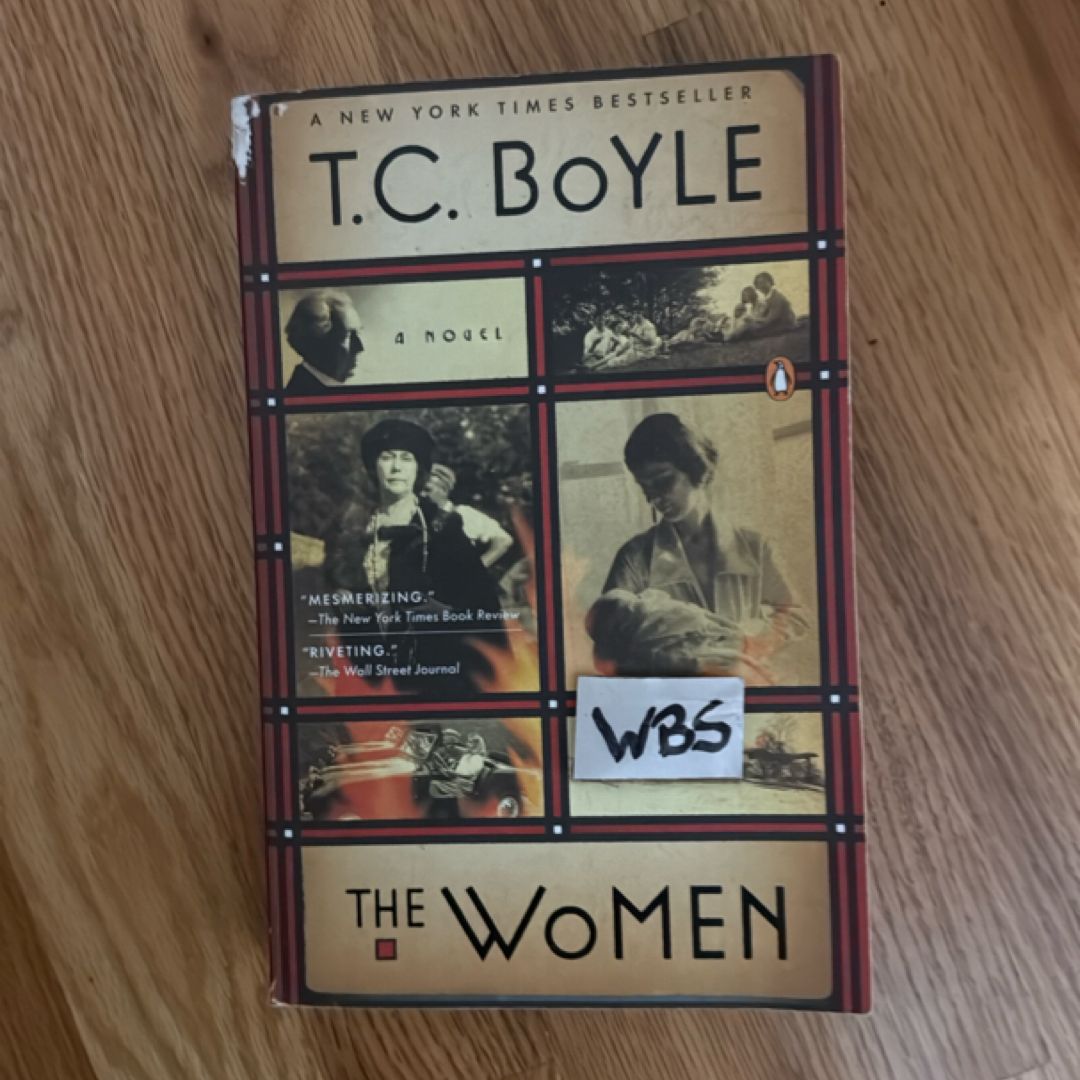 A NEW YORK TIMES BESTSELLER
T.C. BOYLE
A NOVEL
"MESMERIZING."
—The New York Times Book Review
"RIVETING."
—The Wall Street Journal
WBS
THE WOMEN